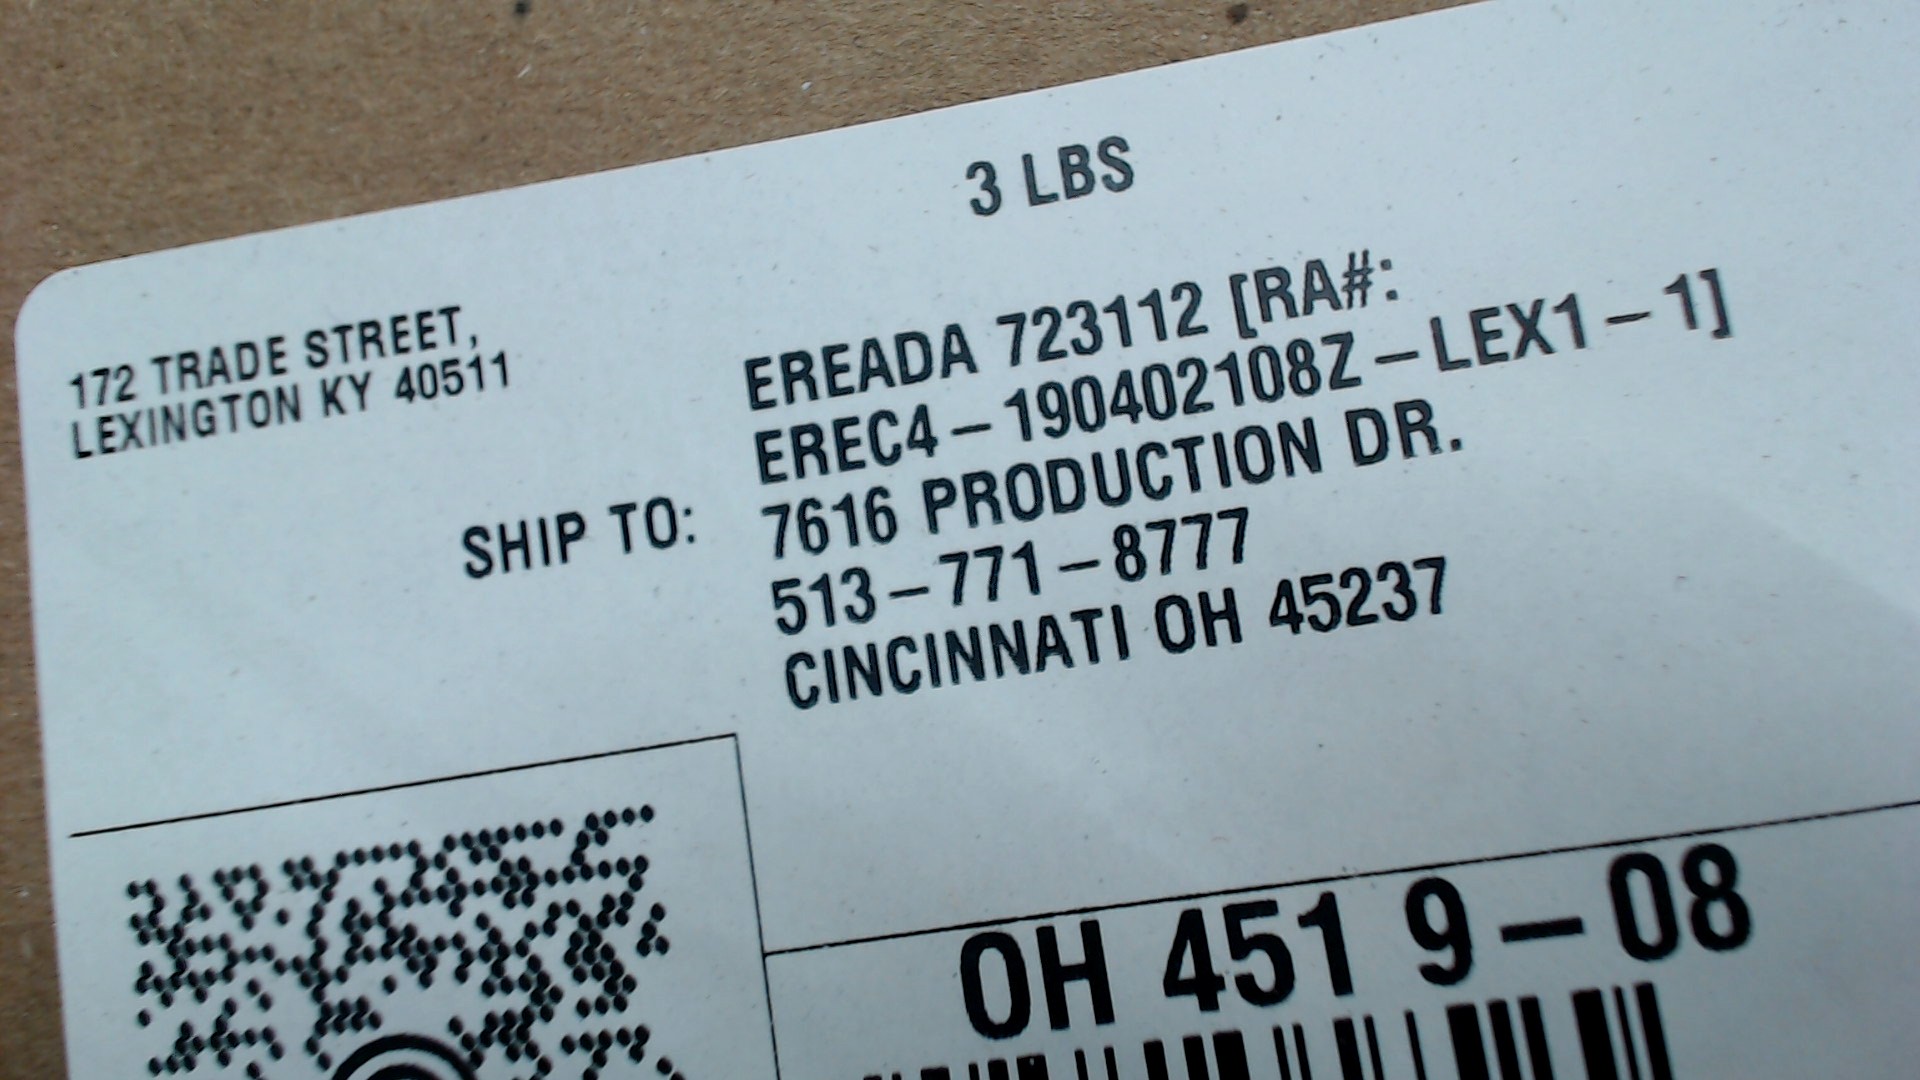 3 LBS
172 TRADE STREET,
LEXINGTON KY 40511
SHIP TO:
EREADA 723112 [RA#:
EREC4-190402108Z-LEX1-1]
7616 PRODUCTION DR.
513-771-8777
CINCINNATI OH 45237
OH 451 9-08